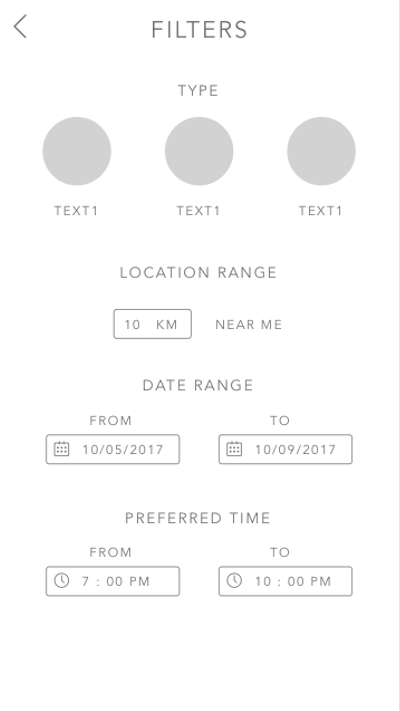 FILTERS
TYPE
TEXT1 TEXT1 TEXT1
LOCATION RANGE
10 KM NEAR ME
DATE RANGE
FROM TO
10/05/2017 10/09/2017
PREFERRED TIME
FROM TO
7 : 00 PM 10 : 00 PM